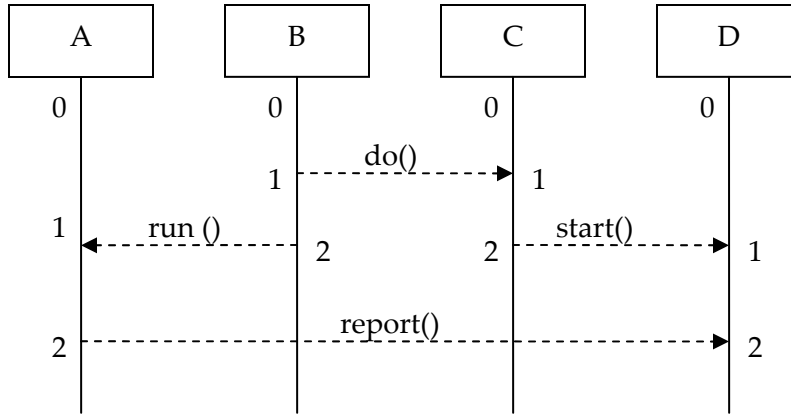 A B C D
0 0 0 0
do()
1 1
1 run () start()
2 2 1
report()
2 2